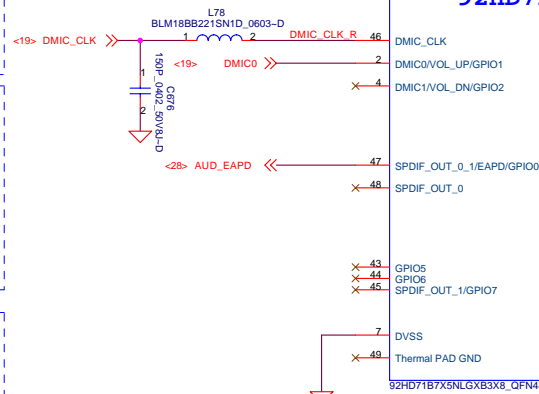 92HD7
L78
BLM18BB221SN1D_0603~D
<19> DMIC_CLK
1
2
DMIC_CLK_R
46
DMIC_CLK
<19>
DMIC0
2
DMIC0/VOL_UP/GPIO1
4
DMIC1/VOL_DN/GPIO2
1
2
C676
150P_0402_50V8J~D
<28> AUD_EAPD
47
SPDIF_OUT_0_1/EAPD/GPIO0
48
SPDIF_OUT_0
43
GPIO5
44
GPIO6
45
SPDIF_OUT_1/GPIO7
7
DVSS
49
Thermal PAD GND
92HD71B7X5NLGXB3X8_QFN4